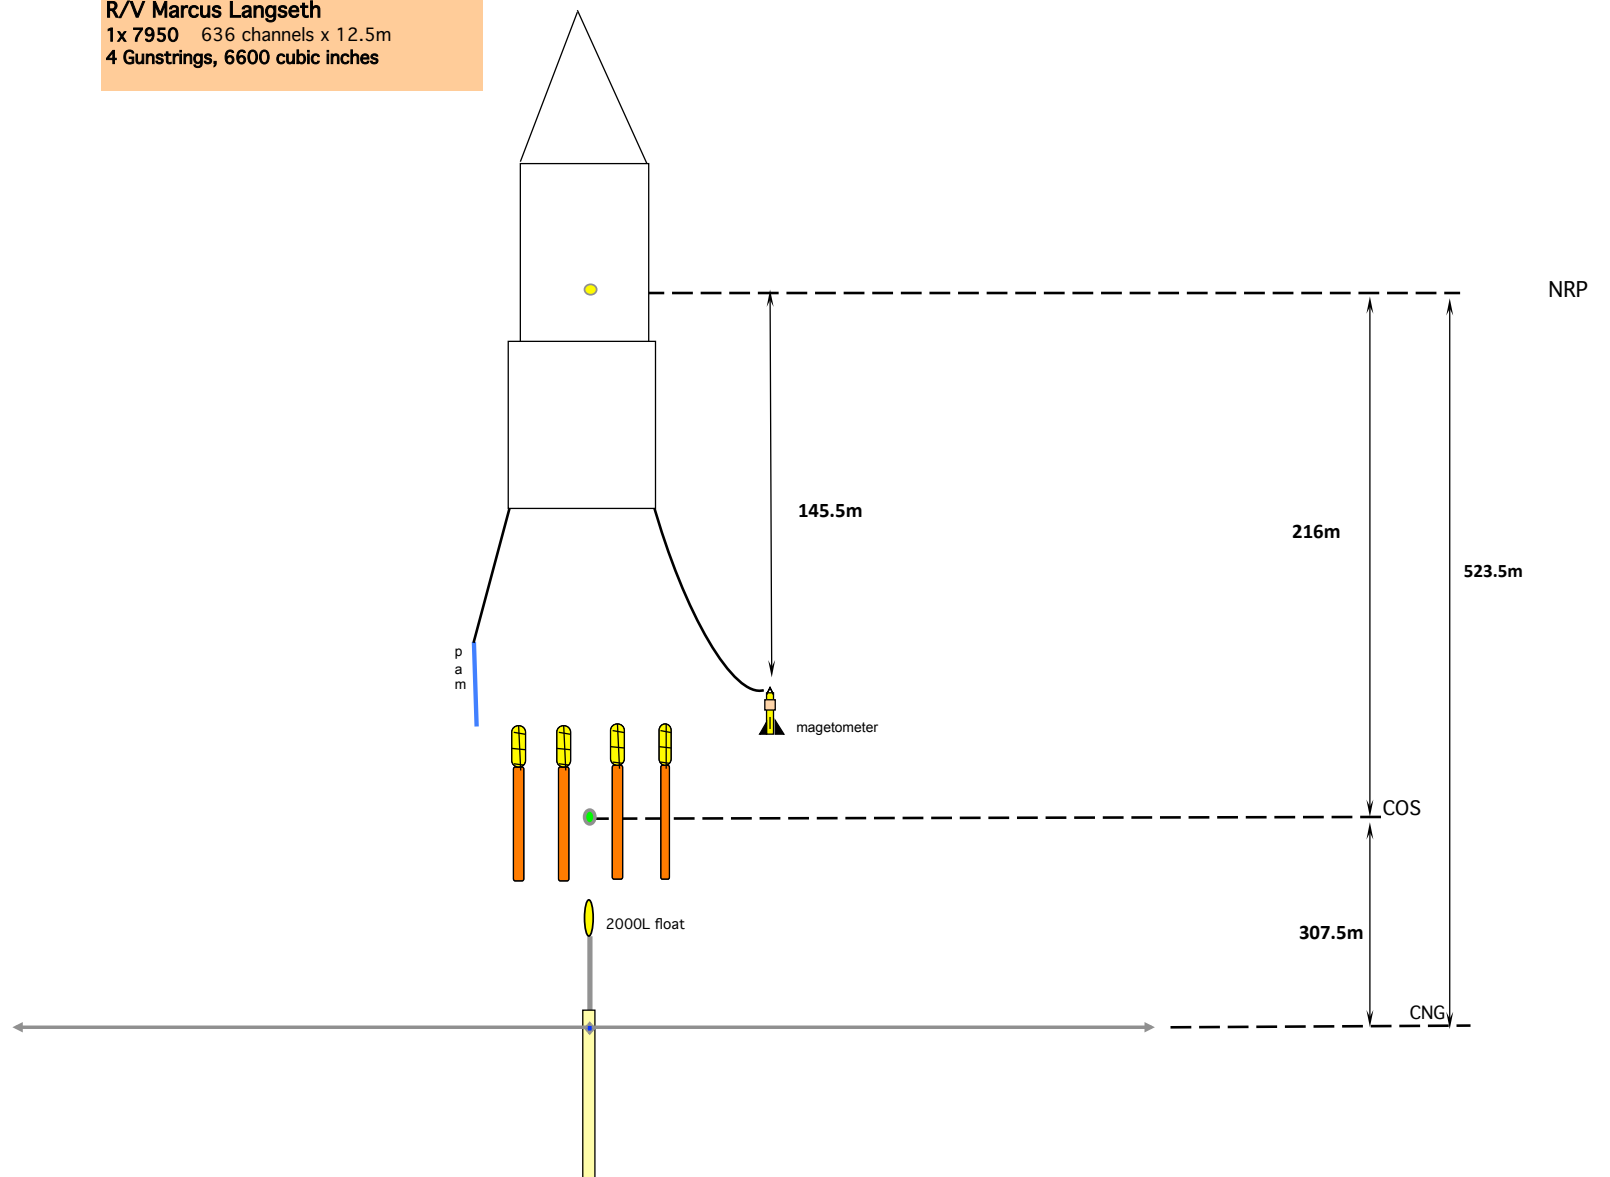 R/V Marcus Langseth
1x 7950 636 channels x 12.5m
4 Gunstrings, 6600 cubic inches
NRP
145.5m
216m
523.5m
p
a
m
magetometer
COS
2000L float
307.5m
CNG